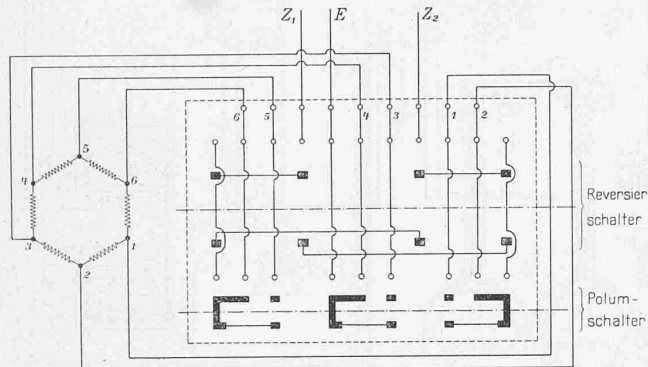 Z1 E Z2
6 5 4 3 1 2
5
4 6
3 1
2
Reversier
schalter
Polum-
schalter